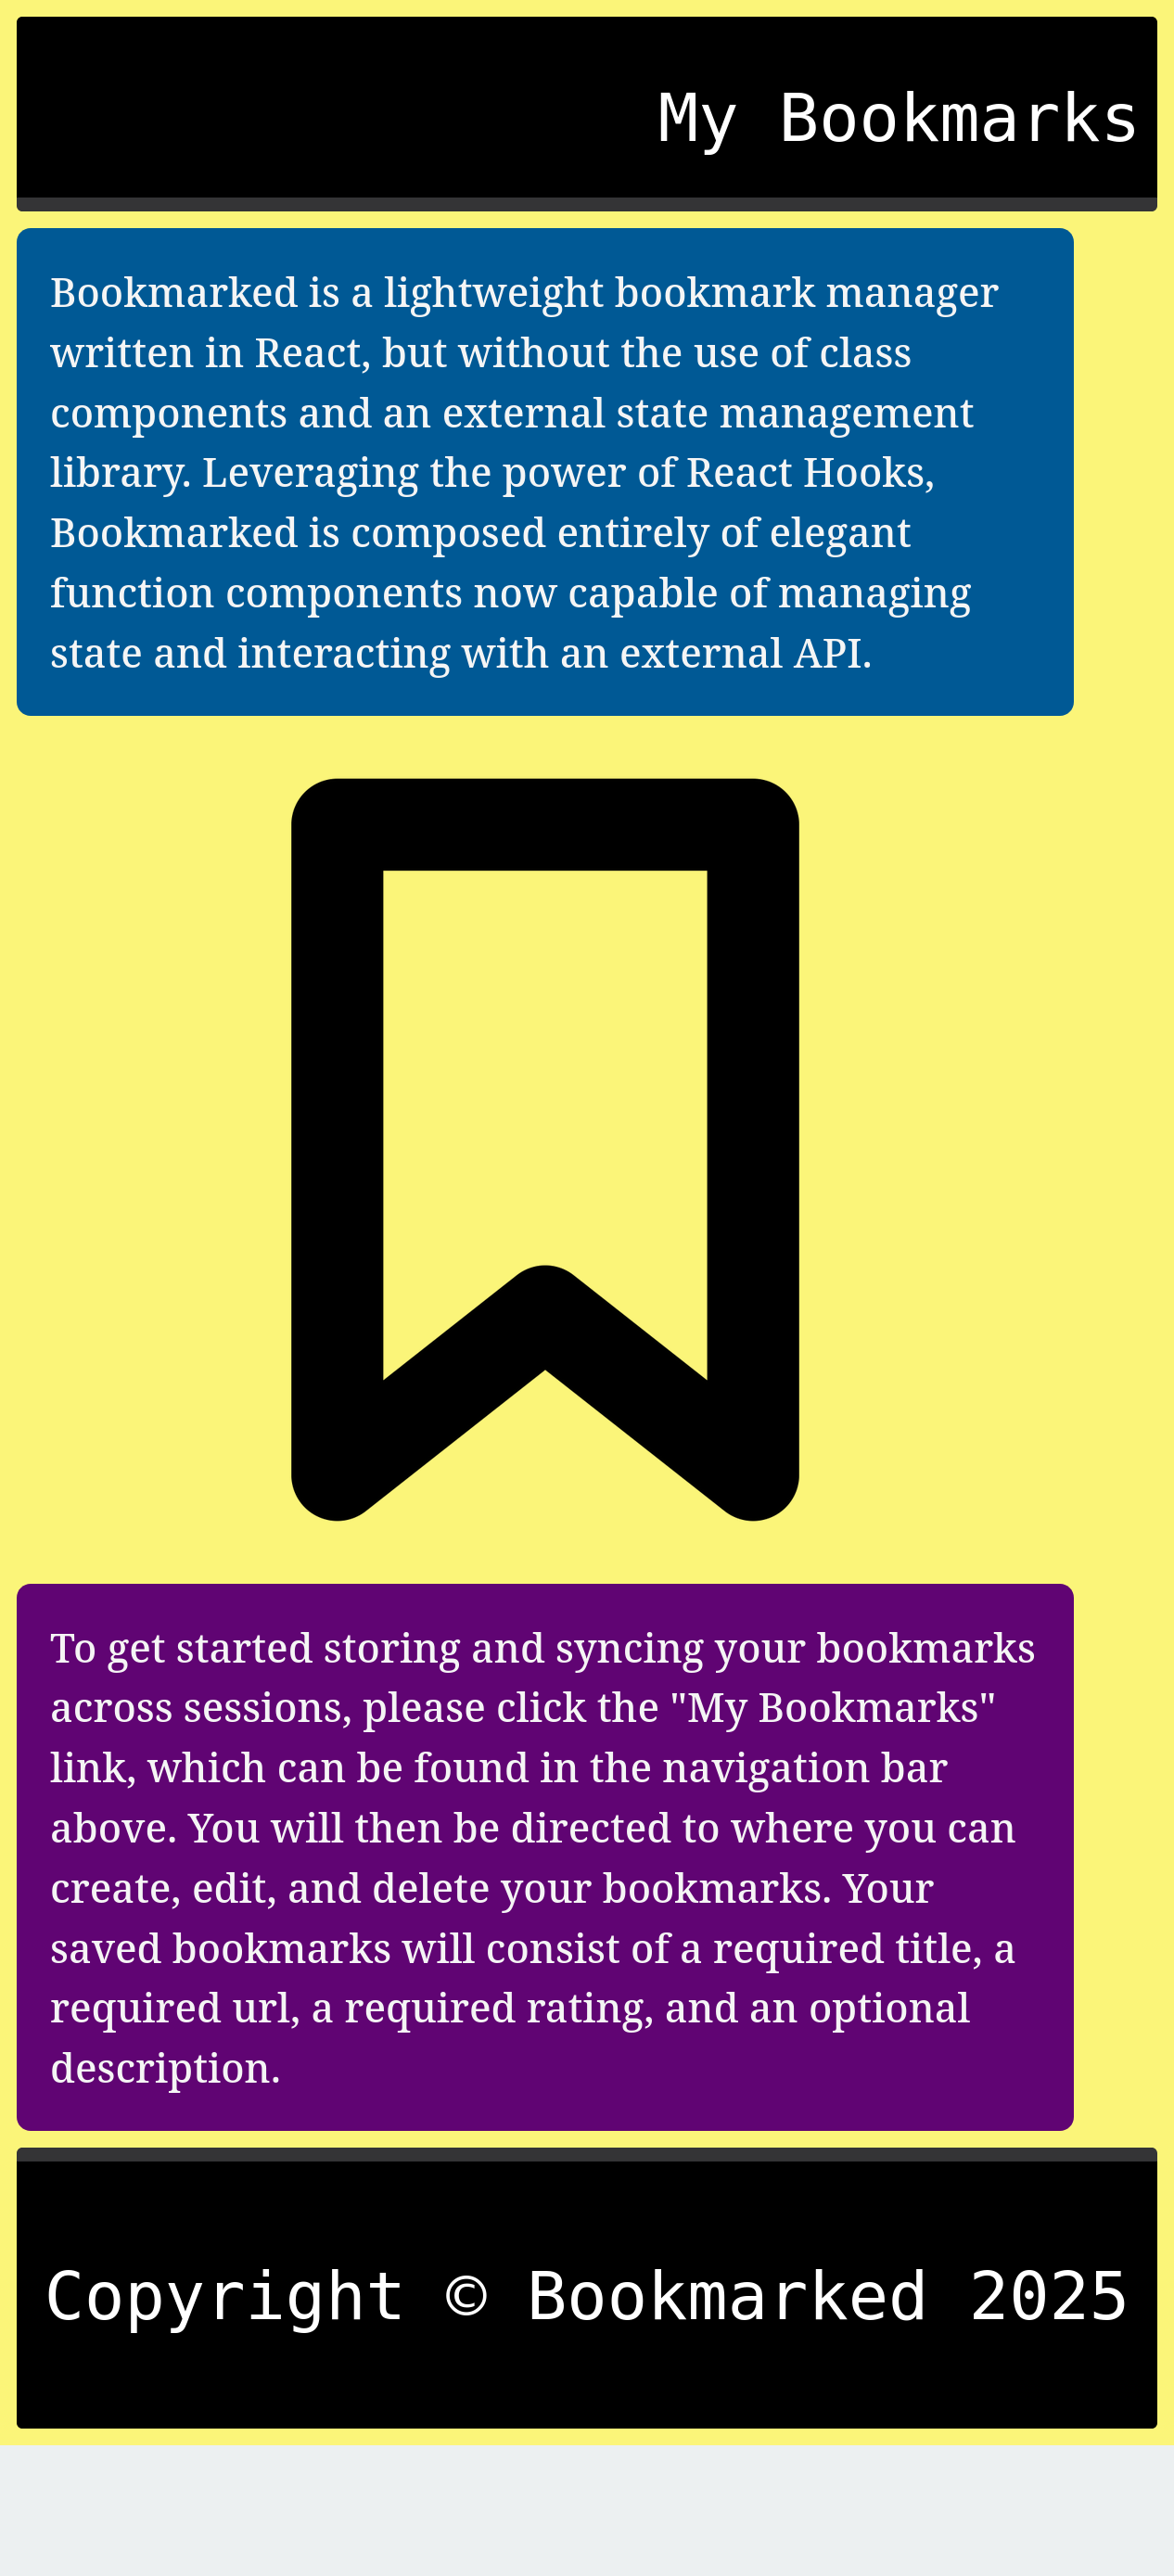 My Bookmarks
Bookmarked is a lightweight bookmark manager
written in React, but without the use of class
components and an external state management
library. Leveraging the power of React Hooks,
Bookmarked is composed entirely of elegant
function components now capable of managing
state and interacting with an external API.
To get started storing and syncing your bookmarks
across sessions, please click the "My Bookmarks"
link, which can be found in the navigation bar
above. You will then be directed to where you can
create, edit, and delete your bookmarks. Your
saved bookmarks will consist of a required title, a
required url, a required rating, and an optional
description.
Copyright © Bookmarked 2025